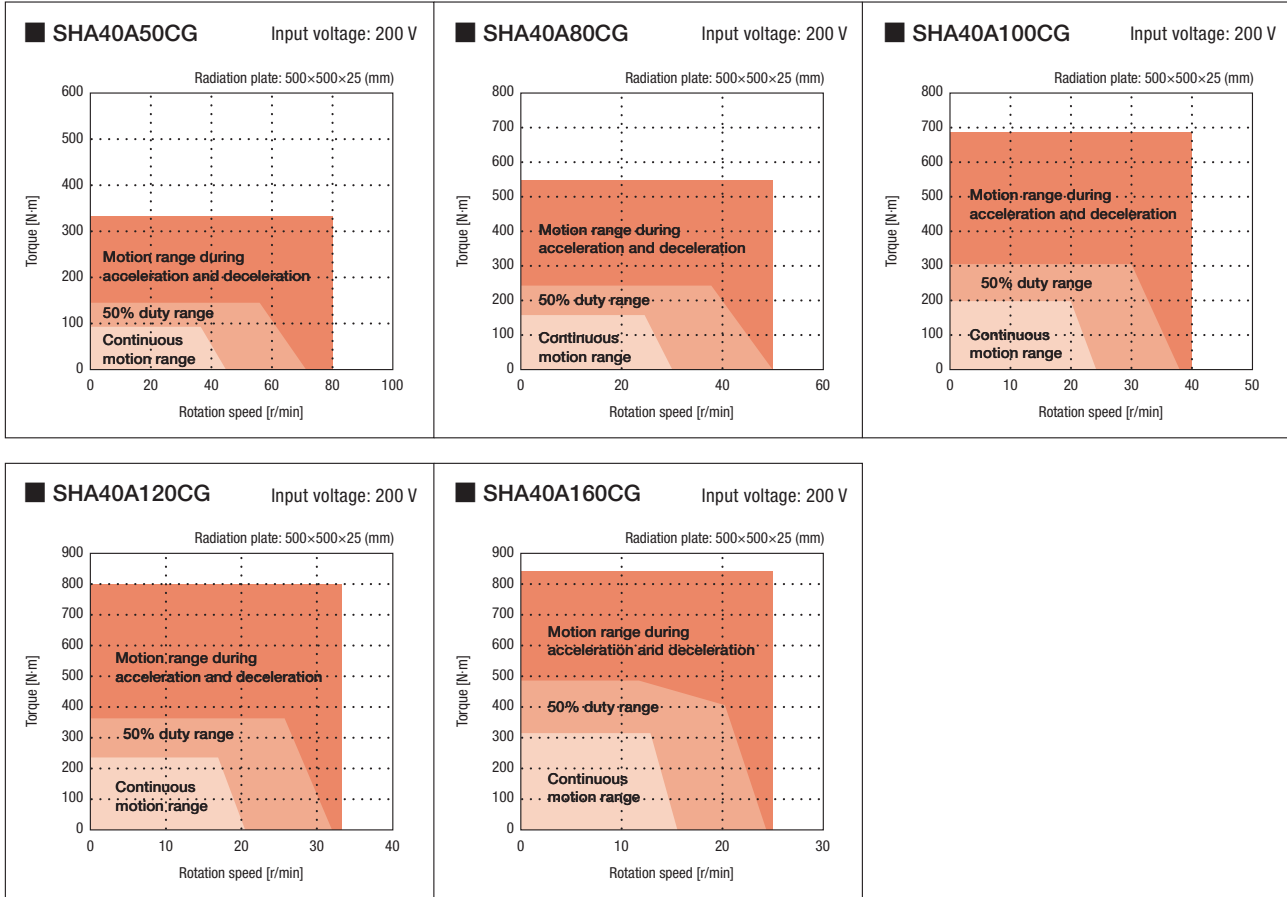 ■ SHA40A50CG Input voltage: 200 V
Radiation plate: 500×500×25 (mm)
600
500
400
300
200
100
0
Torque [N·m]
Motion range during
acceleration and deceleration
50% duty range
Continuous
motion range
0 20 40 60 80 100
Rotation speed [r/min]
■ SHA40A80CG Input voltage: 200 V
Radiation plate: 500×500×25 (mm)
800
700
600
500
400
300
200
100
0
Torque [N·m]
Motion range during
acceleration and deceleration
50% duty range
Continuous
motion range
0 20 40 60
Rotation speed [r/min]
■ SHA40A100CG Input voltage: 200 V
Radiation plate: 500×500×25 (mm)
800
700
600
500
400
300
200
100
0
Torque [N·m]
Motion range during
acceleration and deceleration
50% duty range
Continuous
motion range
0 10 20 30 40 50
Rotation speed [r/min]
■ SHA40A120CG Input voltage: 200 V
Radiation plate: 500×500×25 (mm)
900
800
700
600
500
400
300
200
100
0
Torque [N·m]
Motion range during
acceleration and deceleration
50% duty range
Continuous
motion range
0 10 20 30 40
Rotation speed [r/min]
■ SHA40A160CG Input voltage: 200 V
Radiation plate: 500×500×25 (mm)
900
800
700
600
500
400
300
200
100
0
Torque [N·m]
Motion range during
acceleration and deceleration
50% duty range
Continuous
motion range
0 10 20 30
Rotation speed [r/min]